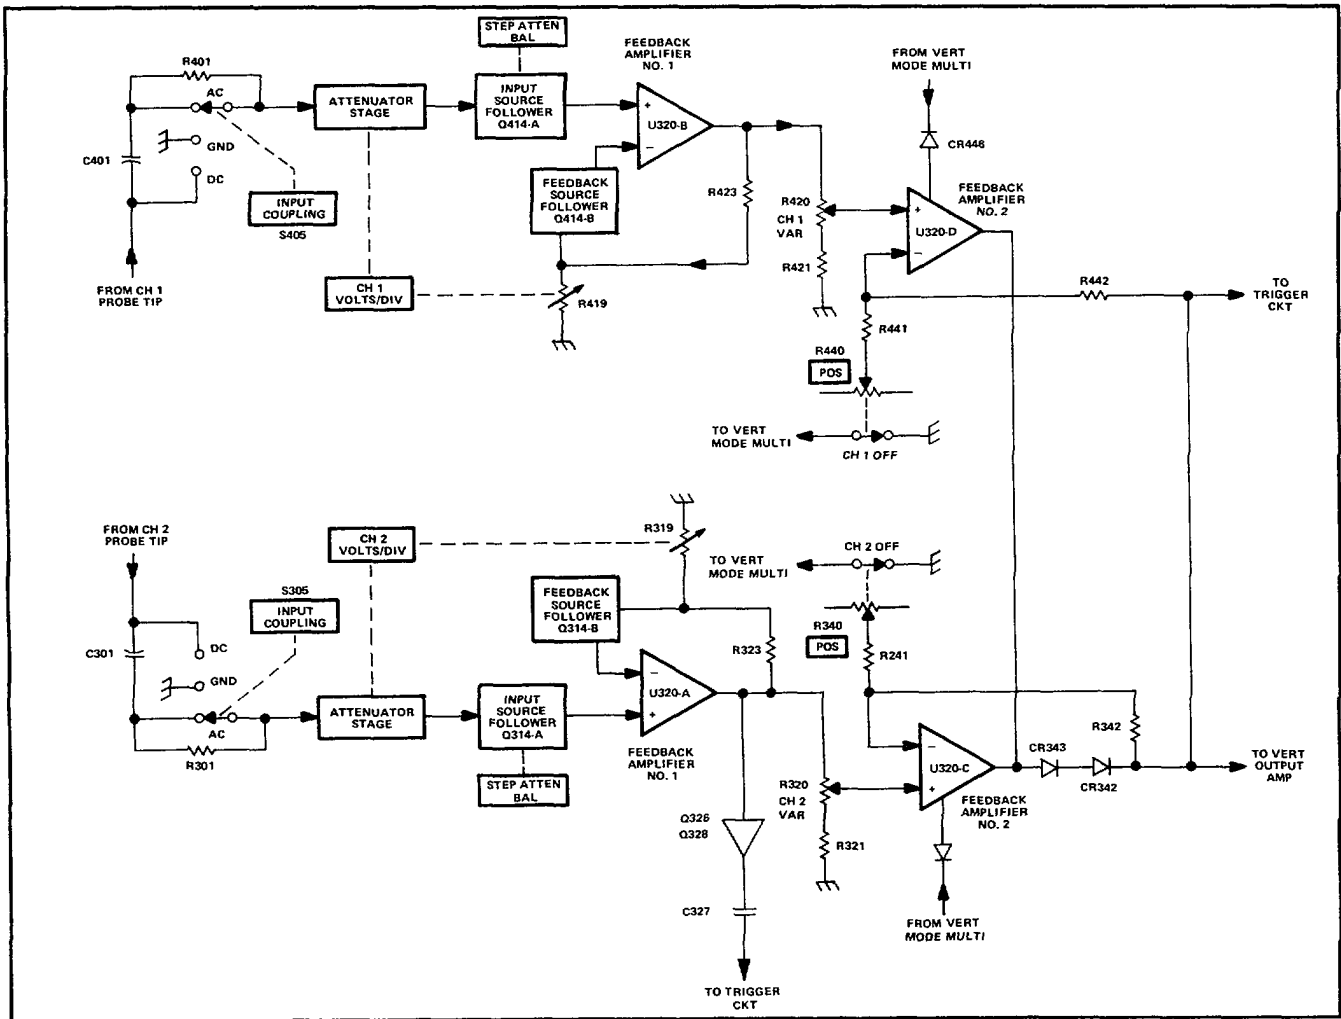 STEP ATTEN
BAL
FEEDBACK
AMPLIFIER
NO. 1
FROM VERT
MODE MULTI
R401
AC
ATTENUATOR
STAGE
INPUT
SOURCE
FOLLOWER
Q414-A
+
U320-B
−
CR446
C401
GND
DC
INPUT
COUPLING
S405
FEEDBACK
SOURCE
FOLLOWER
Q414-B
R423
R420
CH 1
VAR
R421
FEEDBACK
AMPLIFIER
NO. 2
+
U320-D
−
FROM CH 1
PROBE TIP
CH 1
VOLTS/DIV
R419
R442
TO
TRIGGER
CKT
R441
R440
POS
TO VERT
MODE MULTI
CH 1 OFF
FROM CH 2
PROBE TIP
CH 2
VOLTS/DIV
R319
TO VERT
MODE MULTI
CH 2 OFF
S305
INPUT
COUPLING
FEEDBACK
SOURCE
FOLLOWER
Q314-B
R340
POS
R241
C301
DC
GND
AC
R301
ATTENUATOR
STAGE
INPUT
SOURCE
FOLLOWER
Q314-A
−
U320-A
+
R323
FEEDBACK
AMPLIFIER
NO. 1
STEP ATTEN
BAL
R320
CH 2
VAR
R321
−
U320-C
+
CR343
CR342
R342
TO VERT
OUTPUT
AMP
FEEDBACK
AMPLIFIER
NO. 2
Q326
Q328
C327
FROM VERT
MODE MULTI
TO TRIGGER
CKT